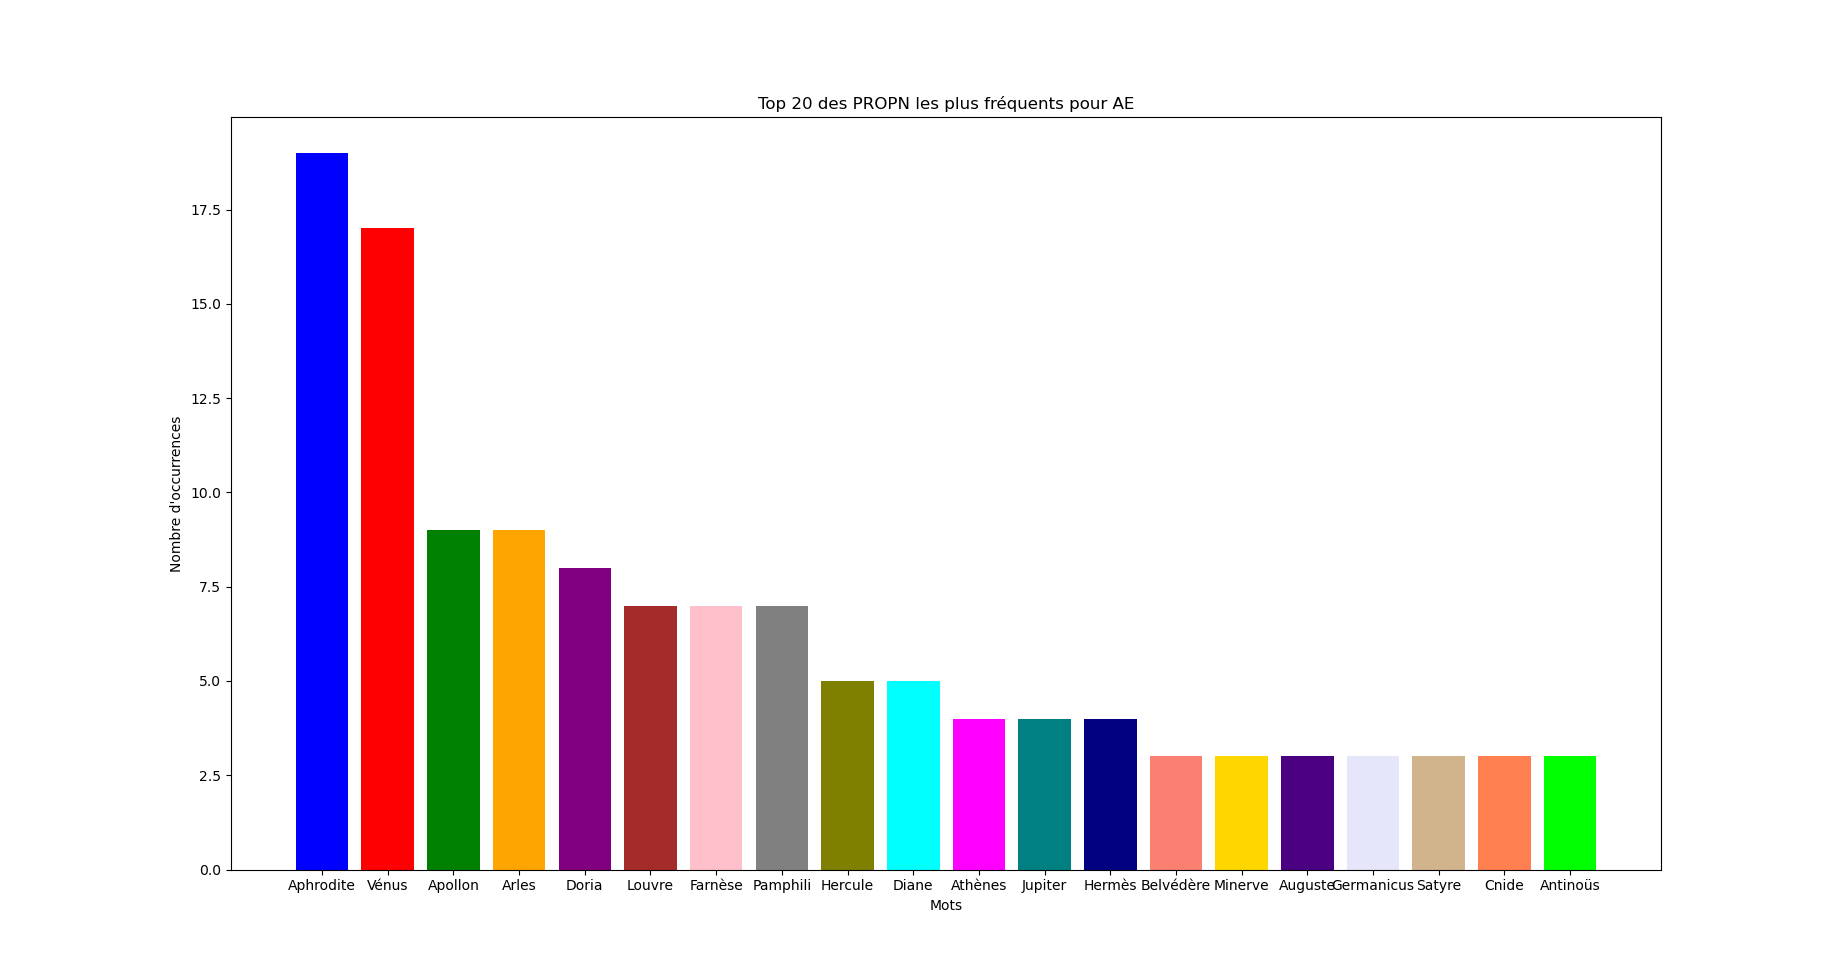 Top 20 des PROPN les plus fréquents pour AE
Nombre d'occurrences
17.5
15.0
12.5
10.0
7.5
5.0
2.5
0.0
Aphrodite Vénus Apollon Arles Doria Louvre Farnèse Pamphili Hercule Diane Athènes Jupiter Hermès Belvédère Minerve Auguste Germanicus Satyre Cnide Antinoüs
Mots